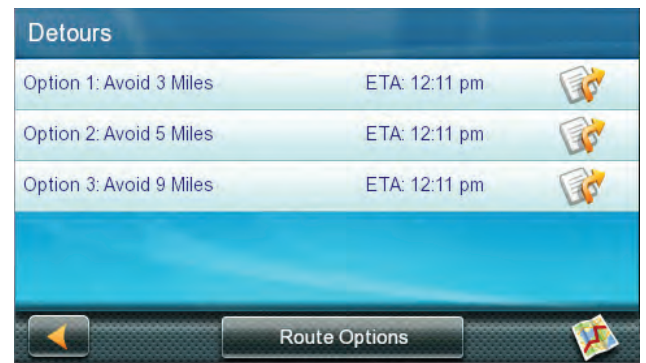 Detours
Option 1: Avoid 3 Miles ETA: 12:11 pm
Option 2: Avoid 5 Miles ETA: 12:11 pm
Option 3: Avoid 9 Miles ETA: 12:11 pm
Route Options